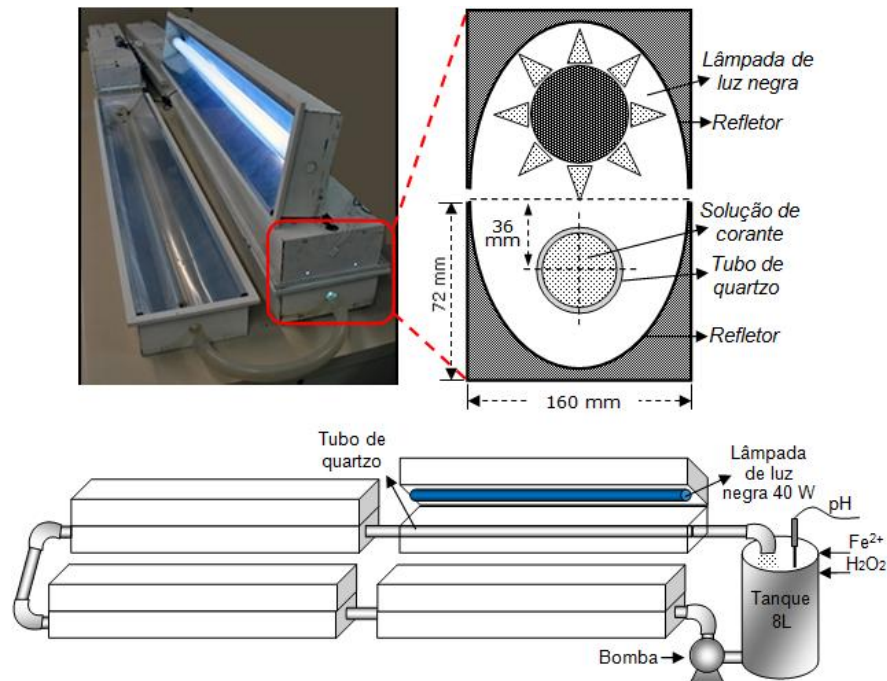 Lâmpada de
luz negra
Refletor
36
mm
Solução de
corante
Tubo de
quartzo
72 mm
Refletor
160 mm
Tubo de
quartzo
Lâmpada
de luz
negra 40 W
pH
Fe2+
H2O2
Tanque
8L
Bomba